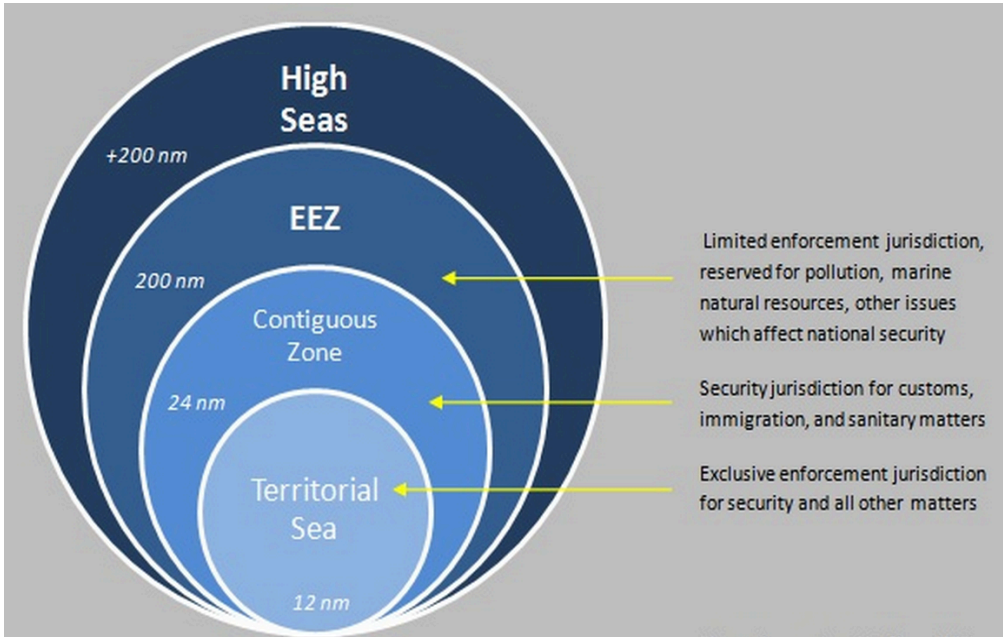 High
Seas
+200 nm
EEZ
200 nm
Contiguous
Zone
24 nm
Territorial
Sea
12 nm
Limited enforcement jurisdiction,
reserved for pollution, marine
natural resources, other issues
which affect national security
Security jurisdiction for customs,
immigration, and sanitary matters
Exclusive enforcement jurisdiction
for security and all other matters